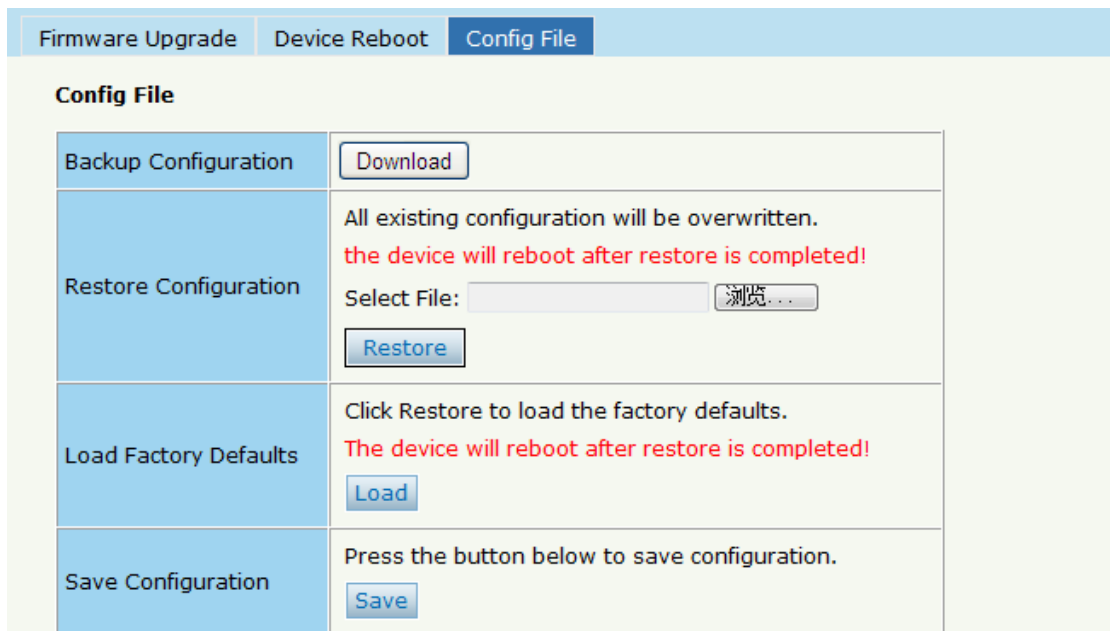 Firmware Upgrade Device Reboot Config File
Config File
Backup Configuration Download
All existing configuration will be overwritten.
the device will reboot after restore is completed!
Restore Configuration
Select File: 浏览...
Restore
Click Restore to load the factory defaults.
Load Factory Defaults
The device will reboot after restore is completed!
Load
Press the button below to save configuration.
Save Configuration
Save